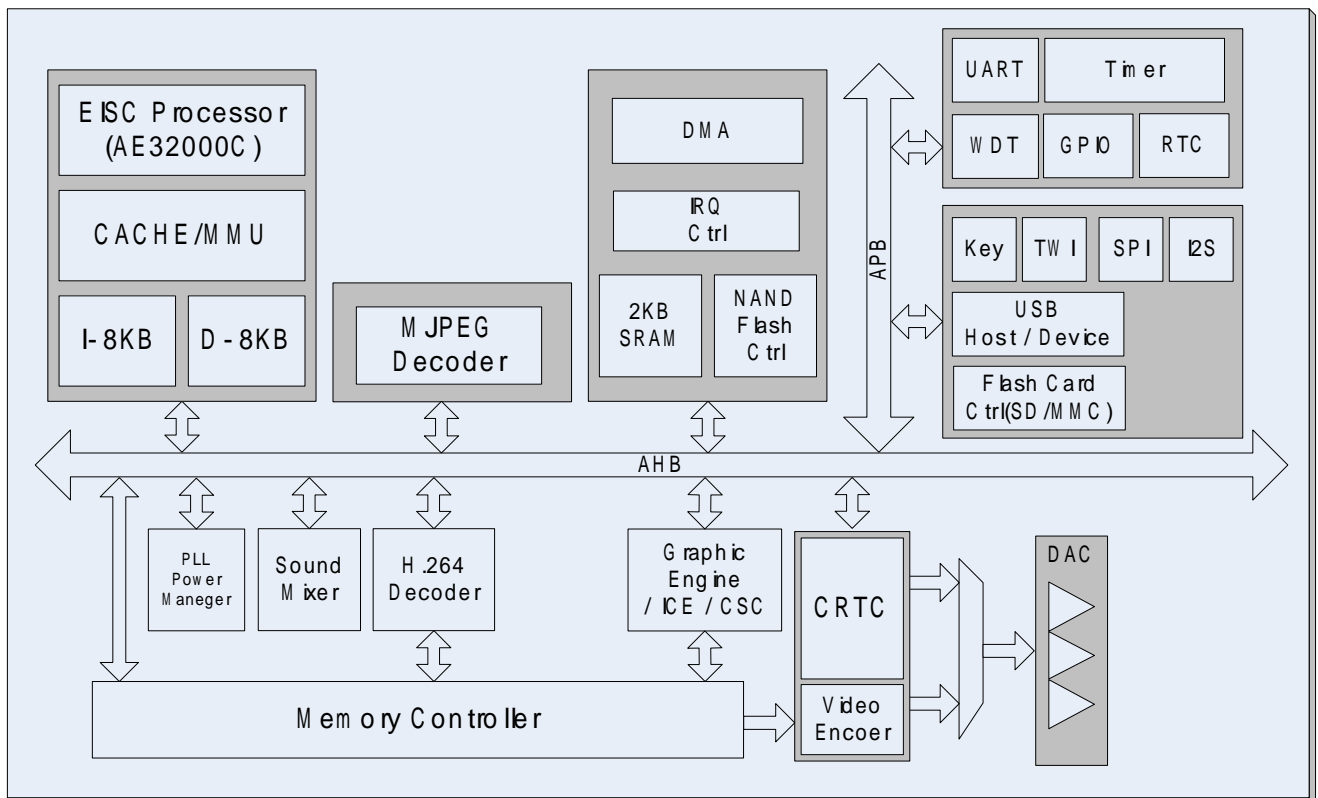 EISC Processor
(AE32000C)
CACHE/MMU
I-8KB
D-8KB
MJPEG
Decoder
DMA
IRQ
Ctrl
2KB
SRAM
NAND
Flash
Ctrl
APB
UART
Timer
WDT
GPIO
RTC
Key
TWI
SPI
I2S
USB
Host/Device
Flash Card
Ctrl(SD/MMC)
AHB
PLL
Power
Maneger
Sound
Mixer
H.264
Decoder
Graphic
Engine
/ ICE / CSC
CRTC
Video
Encoer
DAC
Memory Controller